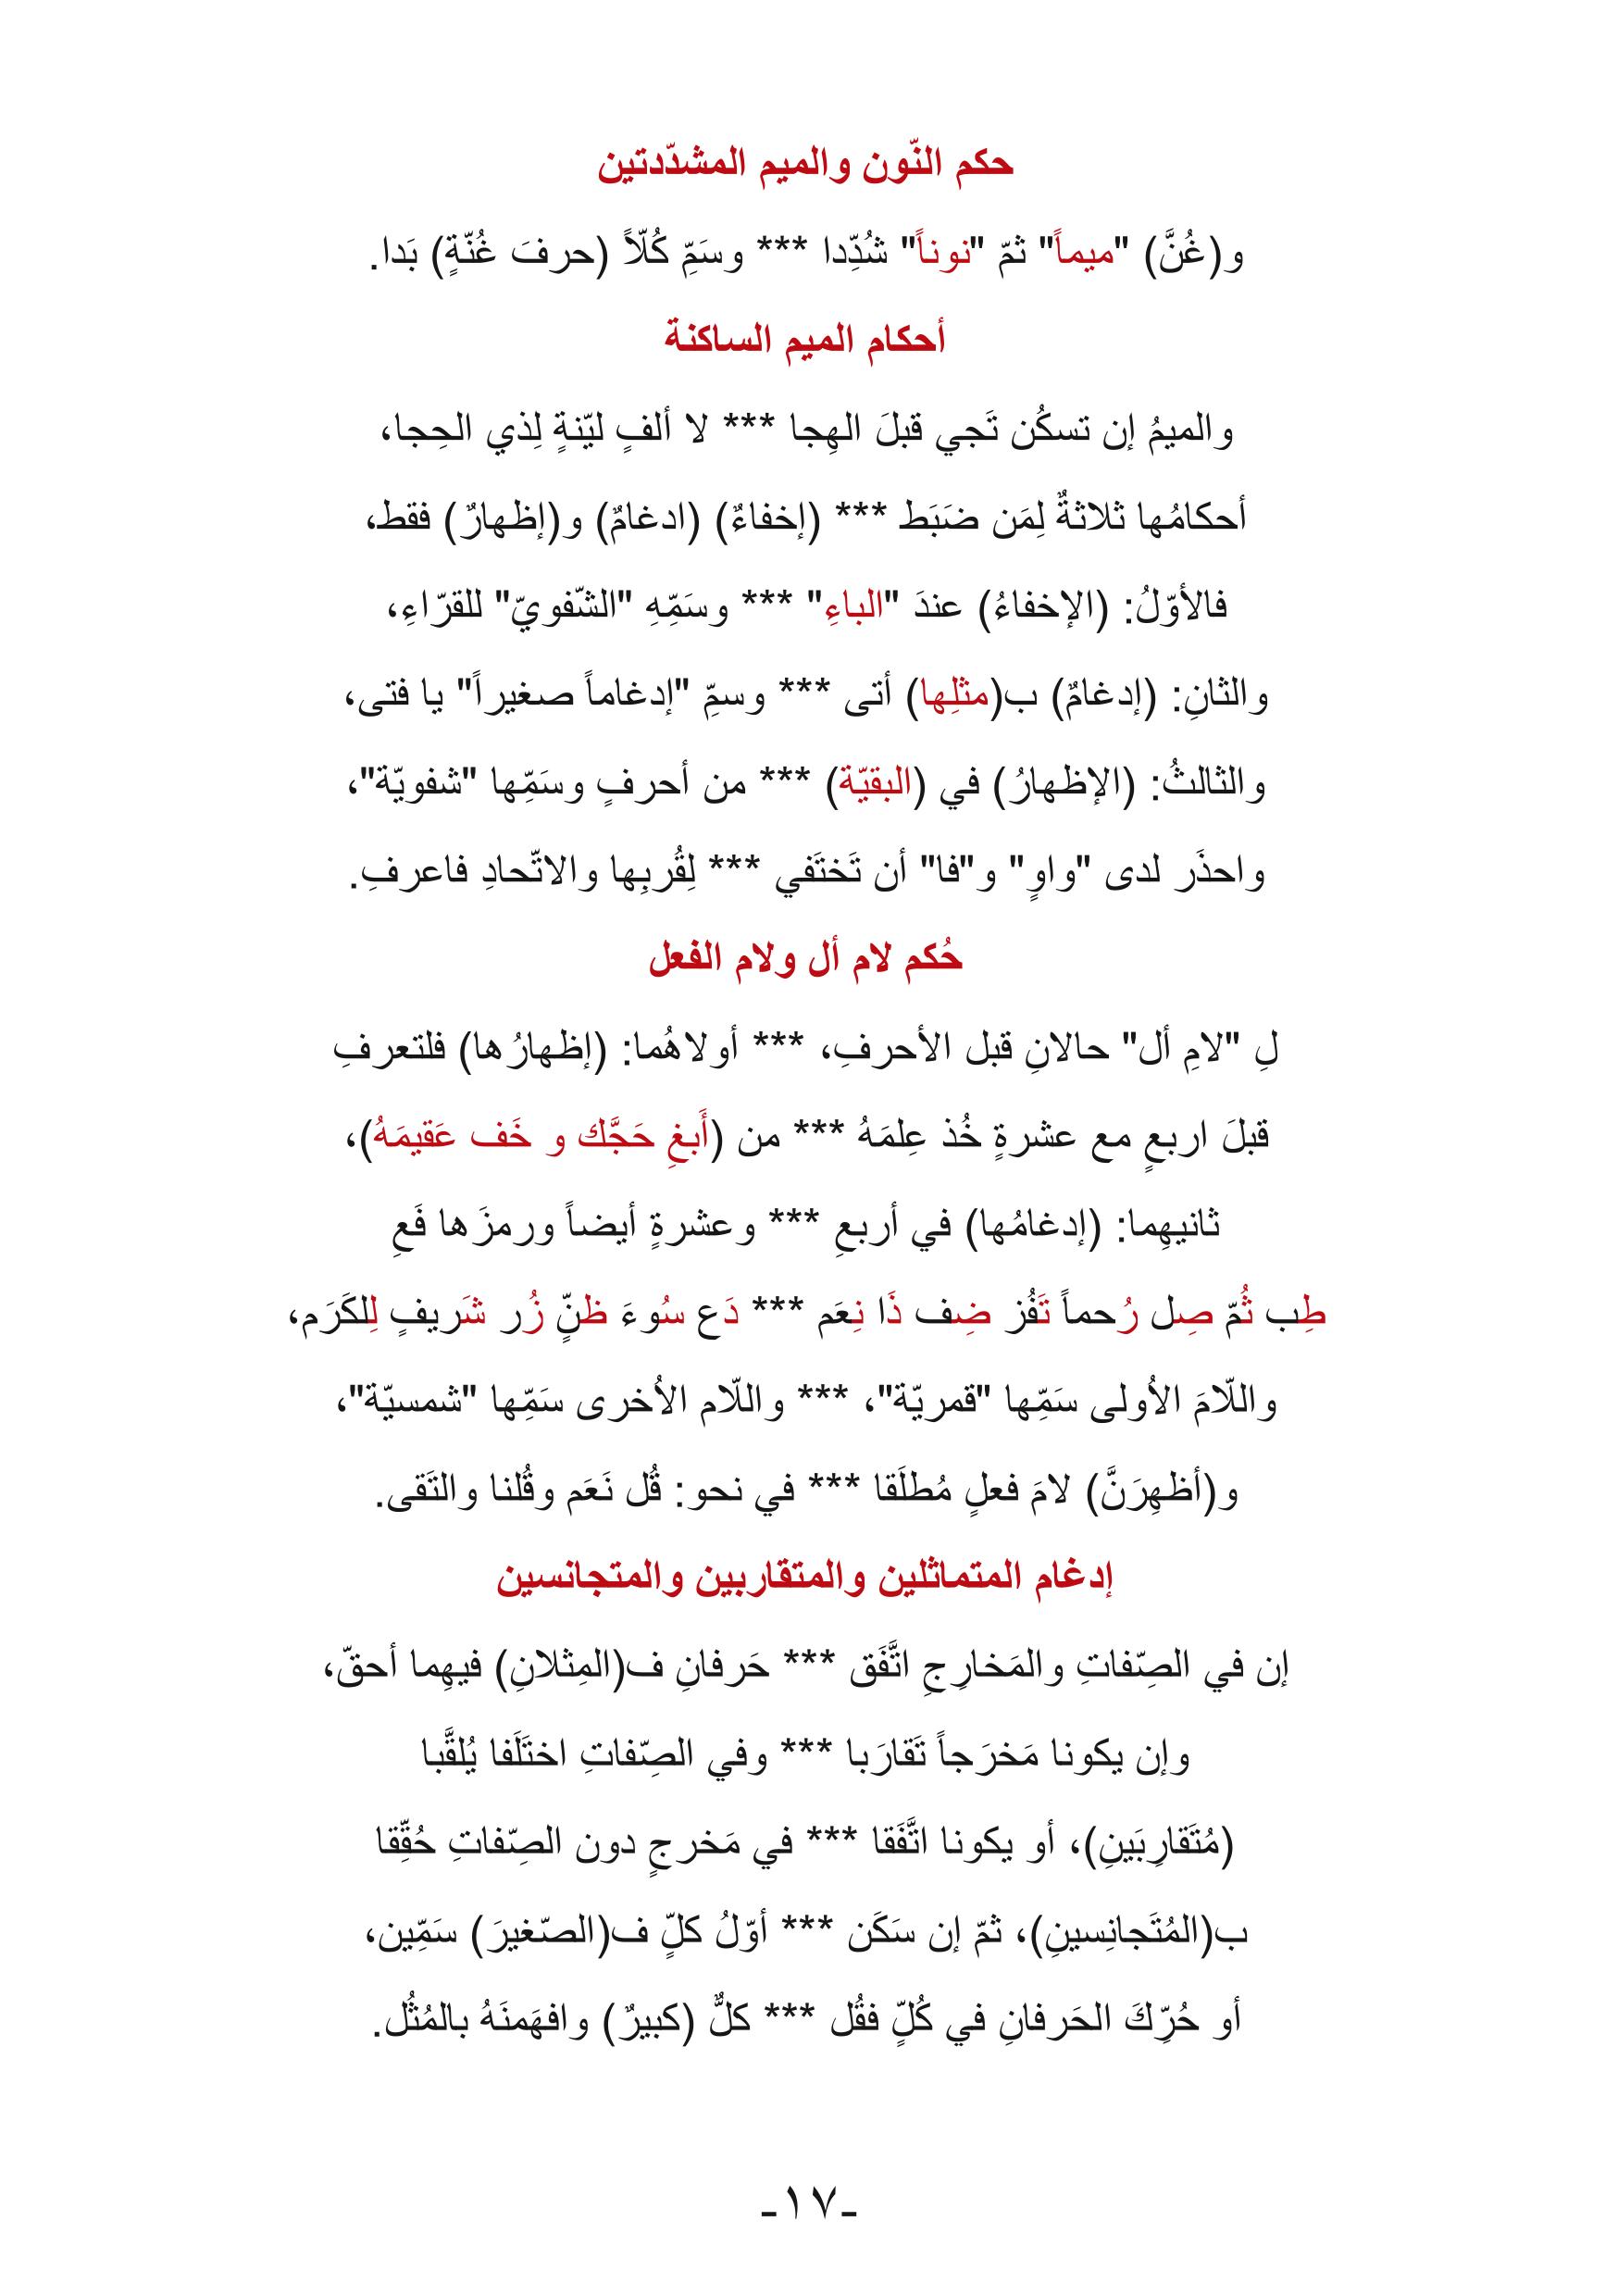 حكم النّون والميم المشدّدتين
و(غُنَّ) "ميماً" ثمّ "نوناً" شُدِّدا *** وسَمِّ كُلّاً (حرفَ غُنّةٍ) بَدا.
أحكام الميم الساكنة
والميمُ إن تسكُن تَجي قبلَ الهِجا *** لا ألفٍ ليّنةٍ لِذي الحِجا،
أحكامُها ثلاثةٌ لِمَن ضَبَط *** (إخفاءٌ) (ادغامٌ) و(إظهارٌ) فقط،
فالأوّلُ: (الإخفاءُ) عندَ "الباءِ" *** وسَمِّهِ "الشّفويّ" للقرّاءِ،
والثانِ: (إدغامٌ) ب(مثلِها) أتى *** وسمِّ "إدغاماً صغيراً" يا فتى،
والثالثُ: (الإظهارُ) في (البقيّة) *** من أحرفٍ وسَمِّها "شفويّة"،
واحذَر لدى "واوٍ" و"فا" أن تَختَفي *** لِقُربِها والاتّحادِ فاعرفِ.
حُكم لام أل ولام الفعل
لِ "لامِ أل" حالانِ قبل الأحرفِ، *** أولاهُما: (إظهارُها) فلتعرفِ
قبلَ اربعٍ مع عشرةٍ خُذ عِلمَهُ *** من (أَبغِ حَجَّك و خَف عَقيمَهُ)،
ثانيهِما: (إدغامُها) في أربعِ *** وعشرةٍ أيضاً ورمزَها فَعِ
طِب ثُمّ صِل رُحماً تَفُز ضِف ذَا نِعَم *** دَع سُوءَ ظنٍّ زُر شَريفٍ لِلكَرَم،
واللّامَ الأولى سَمِّها "قمريّة"، *** واللّام الأخرى سَمِّها "شمسيّة"،
و(أظهِرَنَّ) لامَ فعلٍ مُطلَقا *** في نحو: قُل نَعَم وقُلنا والتَقى.
إدغام المتماثلين والمتقاربين والمتجانسين
إن في الصِّفاتِ والمَخارِجِ اتَّفَق *** حَرفانِ ف(المِثلانِ) فيهِما أحقّ،
وإن يكونا مَخرَجاً تَقارَبا *** وفي الصِّفاتِ اختَلَفا يُلقَّبا
(مُتَقارِبَينِ)، أو يكونا اتَّفَقا *** في مَخرجٍ دون الصِّفاتِ حُقِّقا
ب(المُتَجانِسينِ)، ثمّ إن سَكَن *** أوّلُ كلٍّ ف(الصّغيرَ) سَمِّين،
أو حُرِّكَ الحَرفانِ في كُلٍّ فقُل *** كلٌّ (كبيرٌ) وافهَمنَهُ بالمُثُل.
-١٧-